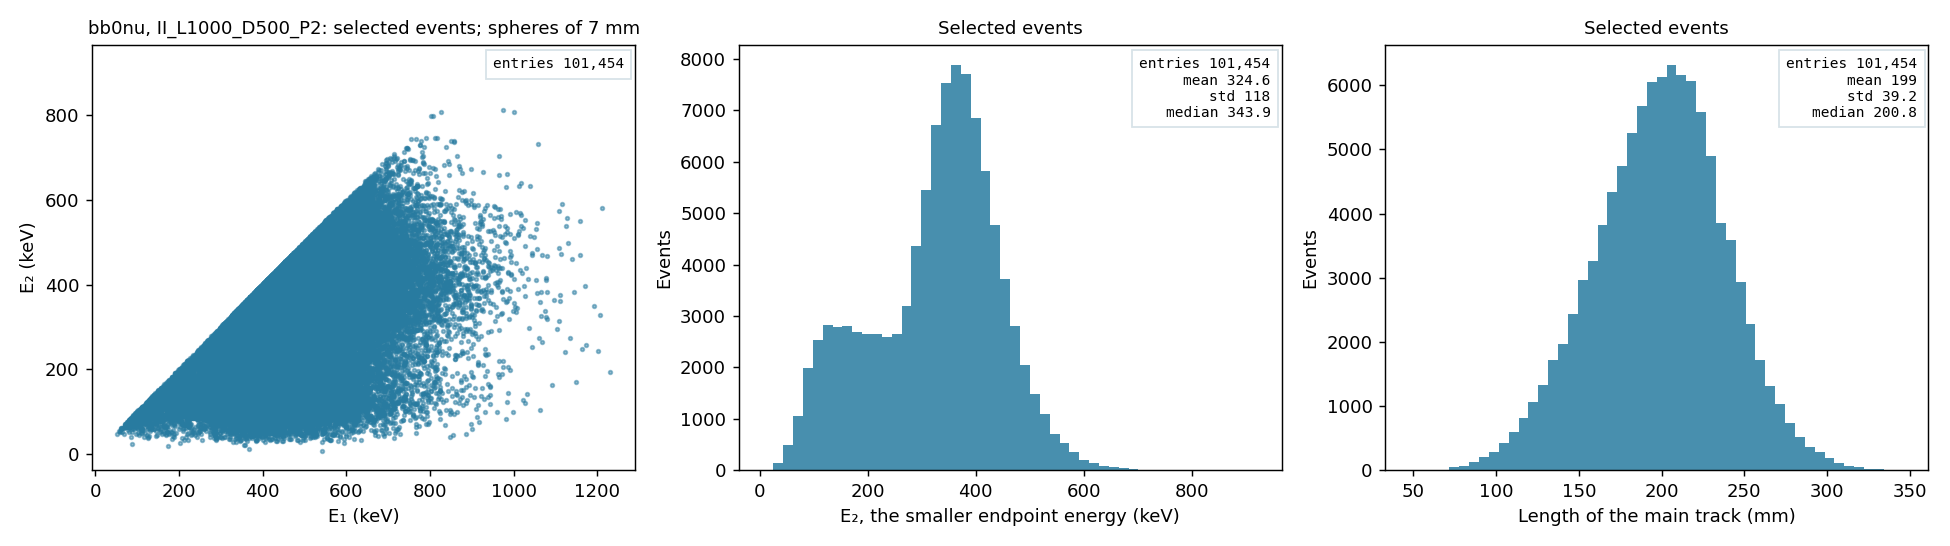 bb0nu, II_L1000_D500_P2: selected events; spheres of 7 mm
entries 101,454
800
600
400
200
0
E₂ (keV)
0 200 400 600 800 1000 1200
E₁ (keV)
Selected events
entries 101,454
mean 324.6
std 118
median 343.9
8000
7000
6000
5000
4000
3000
2000
1000
0
Events
0 200 400 600 800
E₂, the smaller endpoint energy (keV)
Selected events
entries 101,454
mean 199
std 39.2
median 200.8
6000
5000
4000
3000
2000
1000
0
Events
50 100 150 200 250 300 350
Length of the main track (mm)